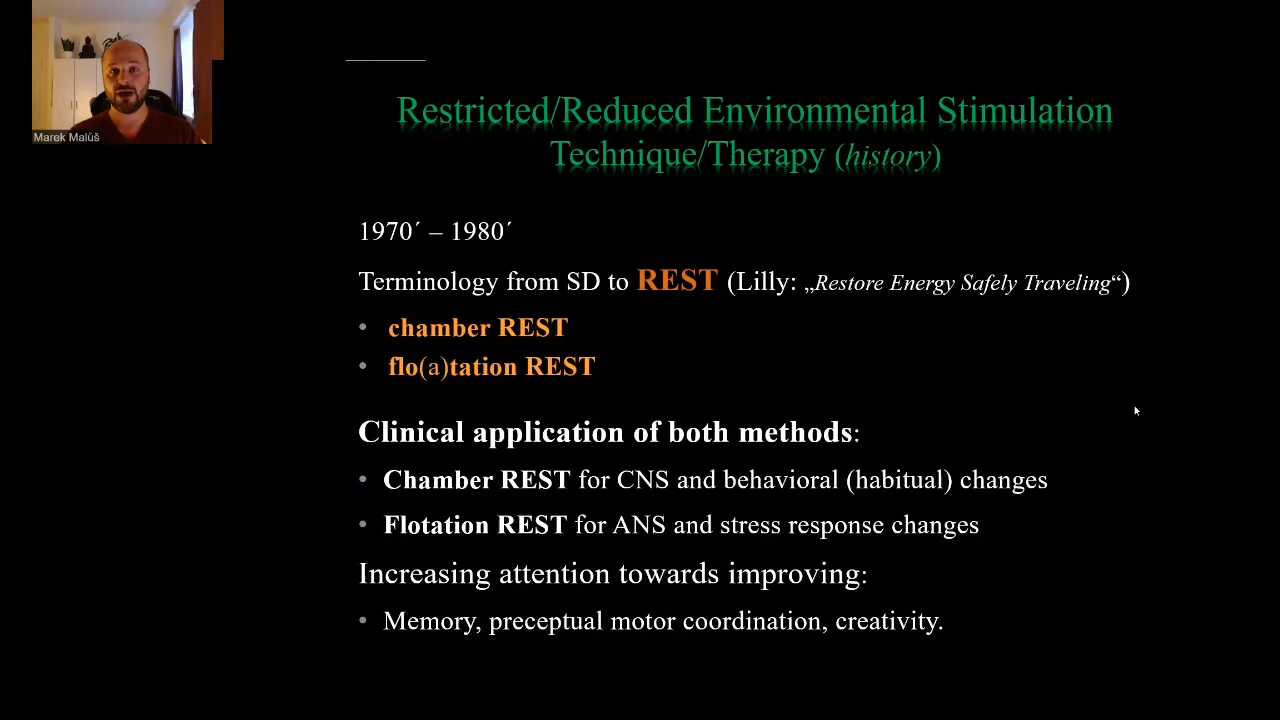 Marek Malůš
Restricted/Reduced Environmental Stimulation
Technique/Therapy (history)
1970´ – 1980´
Terminology from SD to REST (Lilly: „Restore Energy Safely Traveling“)
• chamber REST
• flo(a)tation REST
Clinical application of both methods:
• Chamber REST for CNS and behavioral (habitual) changes
• Flotation REST for ANS and stress response changes
Increasing attention towards improving:
• Memory, preceptual motor coordination, creativity.